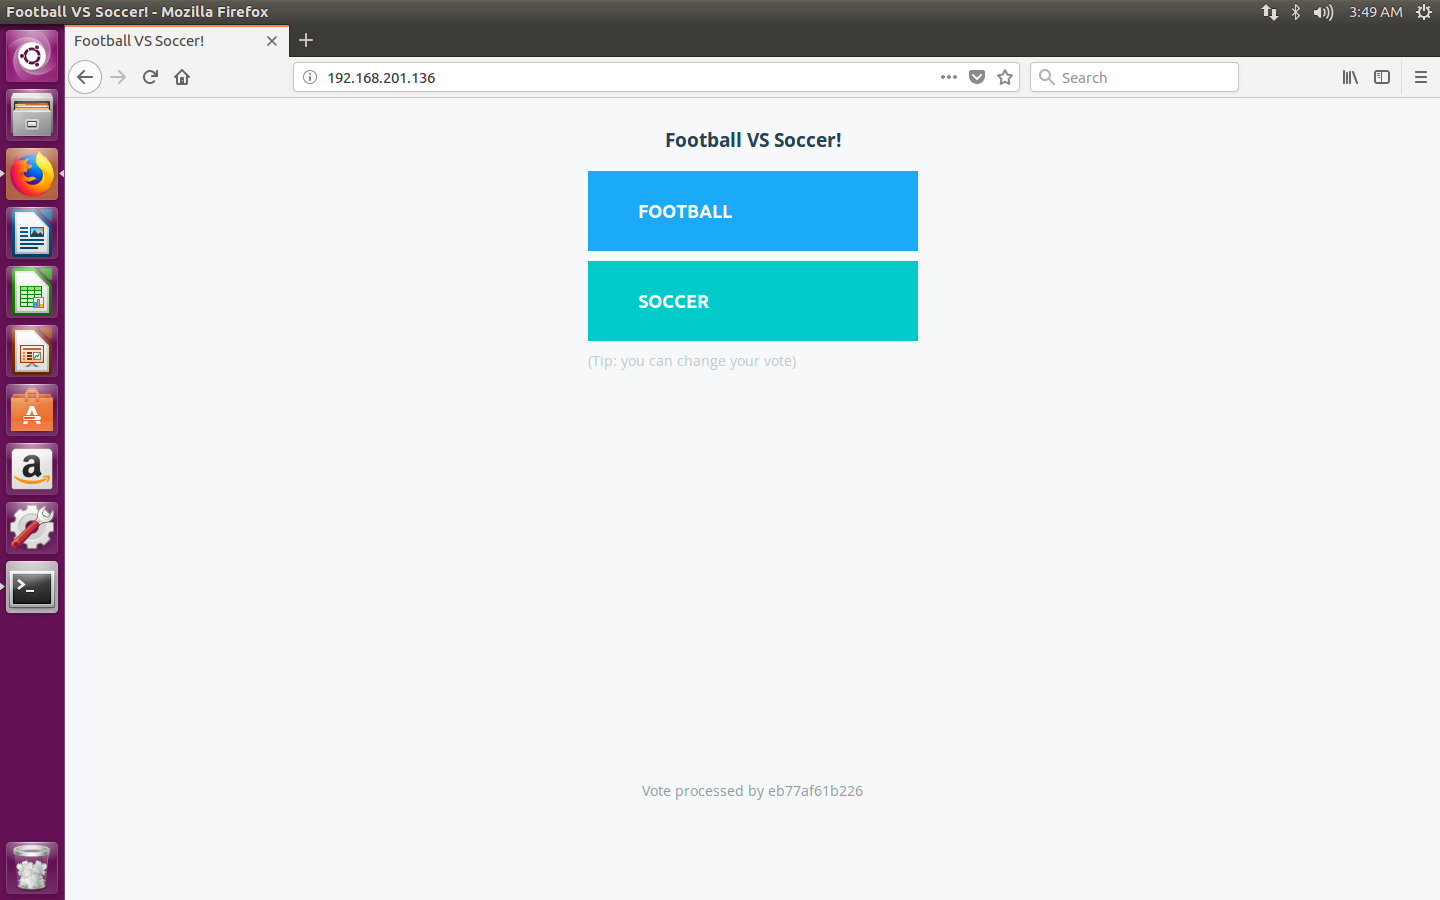 Football VS Soccer! - Mozilla Firefox
3:49 AM
Football VS Soccer!
192.168.201.136
Search
Football VS Soccer!
FOOTBALL
SOCCER
(Tip: you can change your vote)
Vote processed by eb77af61b226